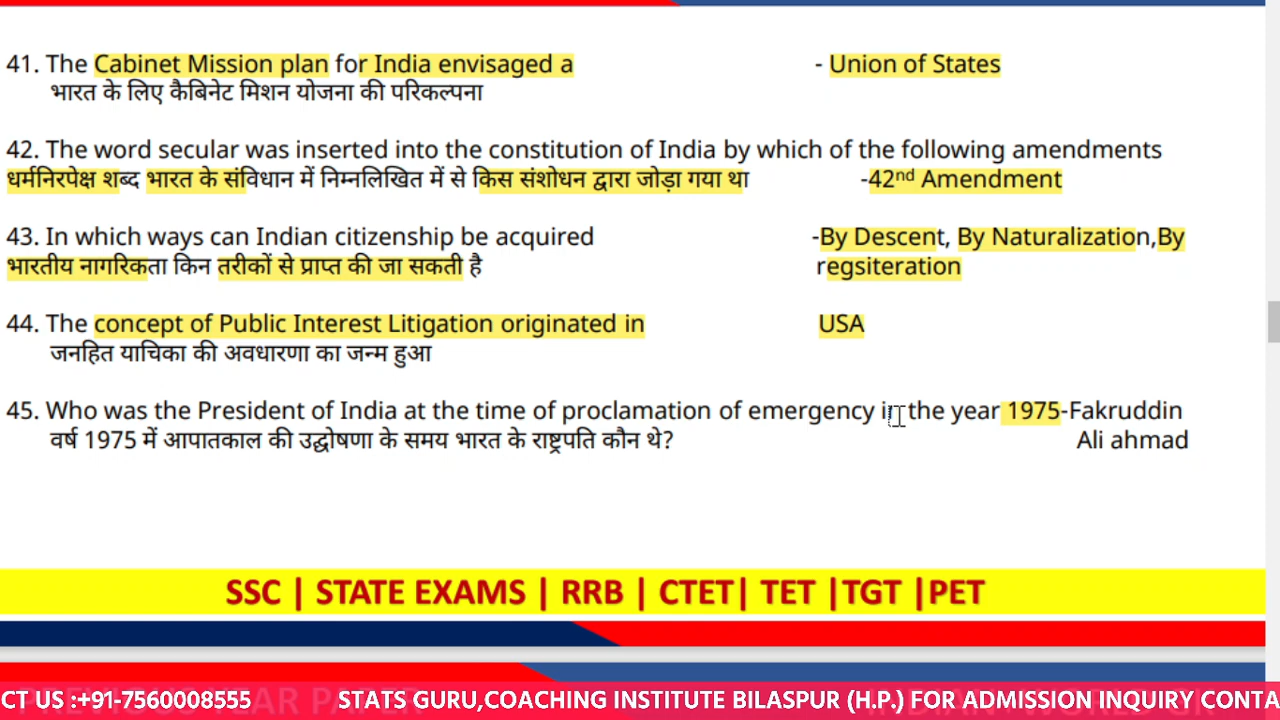 41. The Cabinet Mission plan for India envisaged a - Union of States
भारत के लिए कैबिनेट मिशन योजना की परिकल्पना
42. The word secular was inserted into the constitution of India by which of the following amendments
धर्मनिरपेक्ष शब्द भारत के संविधान में निम्नलिखित में से किस संशोधन द्वारा जोड़ा गया था -42nd Amendment
43. In which ways can Indian citizenship be acquired -By Descent, By Naturalization,By
भारतीय नागरिकता किन तरीकों से प्राप्त की जा सकती है regsiteration
44. The concept of Public Interest Litigation originated in USA
जनहित याचिका की अवधारणा का जन्म हुआ
45. Who was the President of India at the time of proclamation of emergency in the year 1975-Fakruddin
वर्ष 1975 में आपातकाल की उद्घोषणा के समय भारत के राष्ट्रपति कौन थे? Ali ahmad
SSC | STATE EXAMS | RRB | CTET| TET |TGT |PET
CT US :+91-7560008555 STATS GURU,COACHING INSTITUTE BILASPUR (H.P.) FOR ADMISSION INQUIRY CONTA